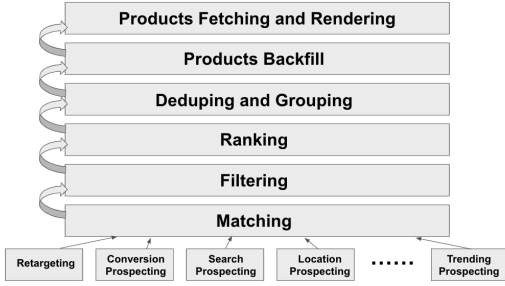 Products Fetching and Rendering
Products Backfill
Deduping and Grouping
Ranking
Filtering
Matching
Retargeting
Conversion
Prospecting
Search
Prospecting
Location
Prospecting
......
Trending
Prospecting